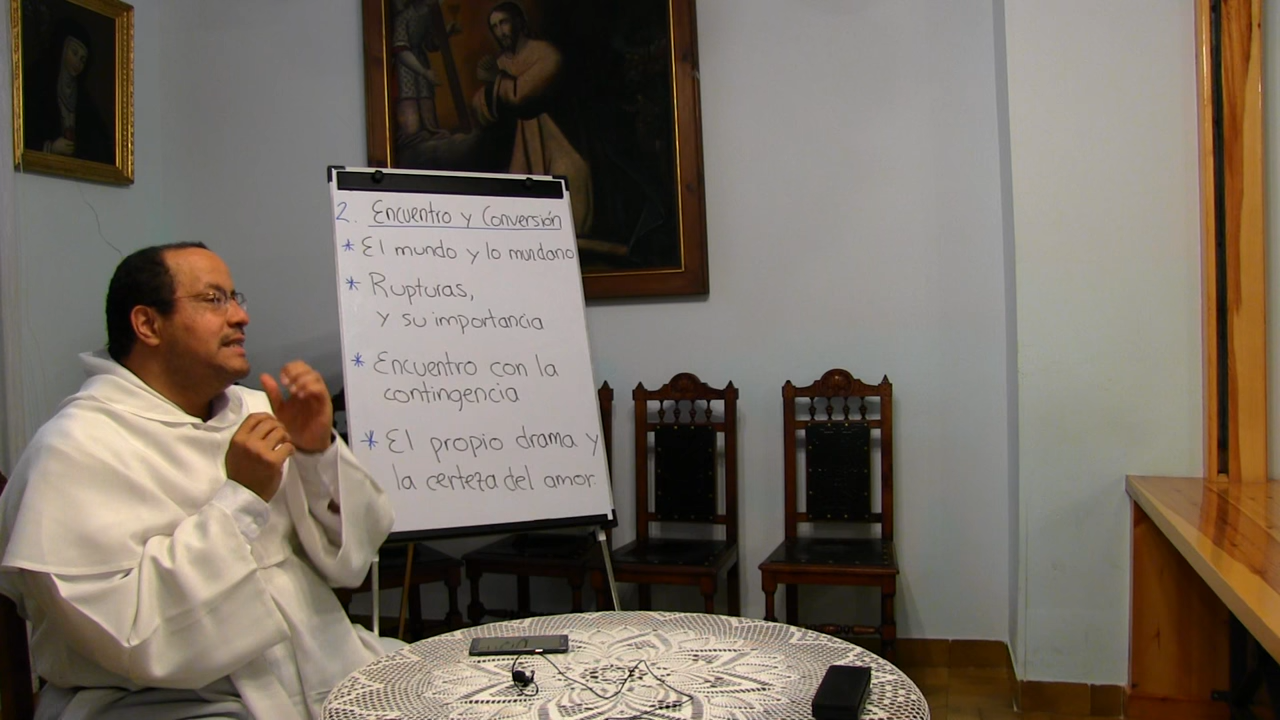 2. Encuentro y Conversión
* El mundo y lo mundano
* Rupturas,
y su importancia
* Encuentro con la
contingencia
* El propio drama y
la certeza del amor.